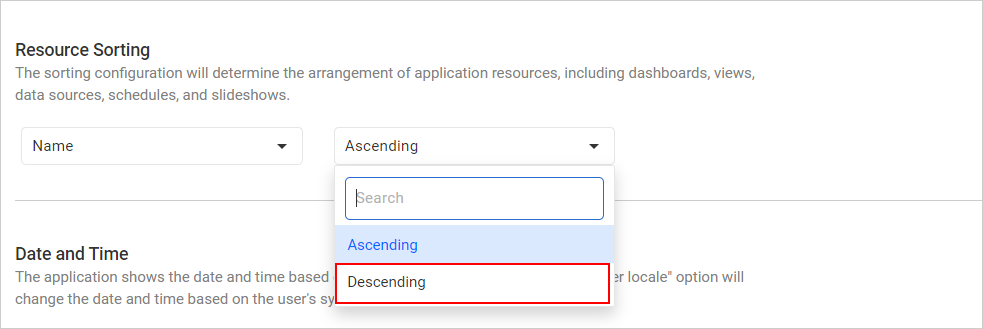 Resource Sorting
The sorting configuration will determine the arrangement of application resources, including dashboards, views,
data sources, schedules, and slideshows.
Name
Ascending
Search
Ascending
Descending
Date and Time
The application shows the date and time based er locale" option will
change the date and time based on the user's sy